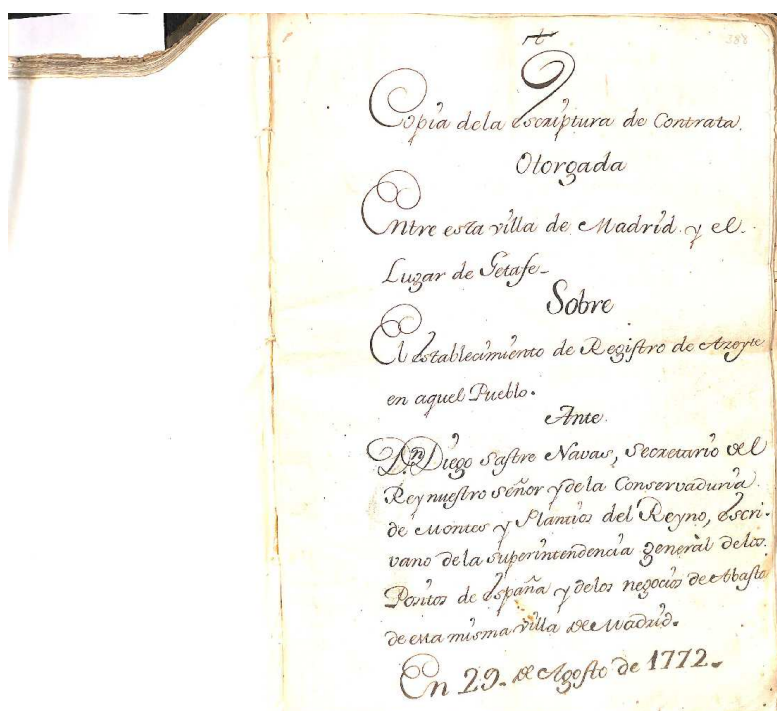 388
Copia dela escriptura de Contrata.
Otorgada
Entre esta villa de Madrid y el
Lugar de Getafe
Sobre
El establecimiento de Registro de Azeyte
en aquel Pueblo.
Ante
Dn. Diego Sastre Navas, Secretario del
Rey nuestro señor y dela Conservaduria
de Montes y Plantios del Reyno, escri-
vano dela superintendencia general delos
Positos de españa y delos negocios de Abasto
de esta misma villa de Madrid.
En 29. de Agosto de 1772.